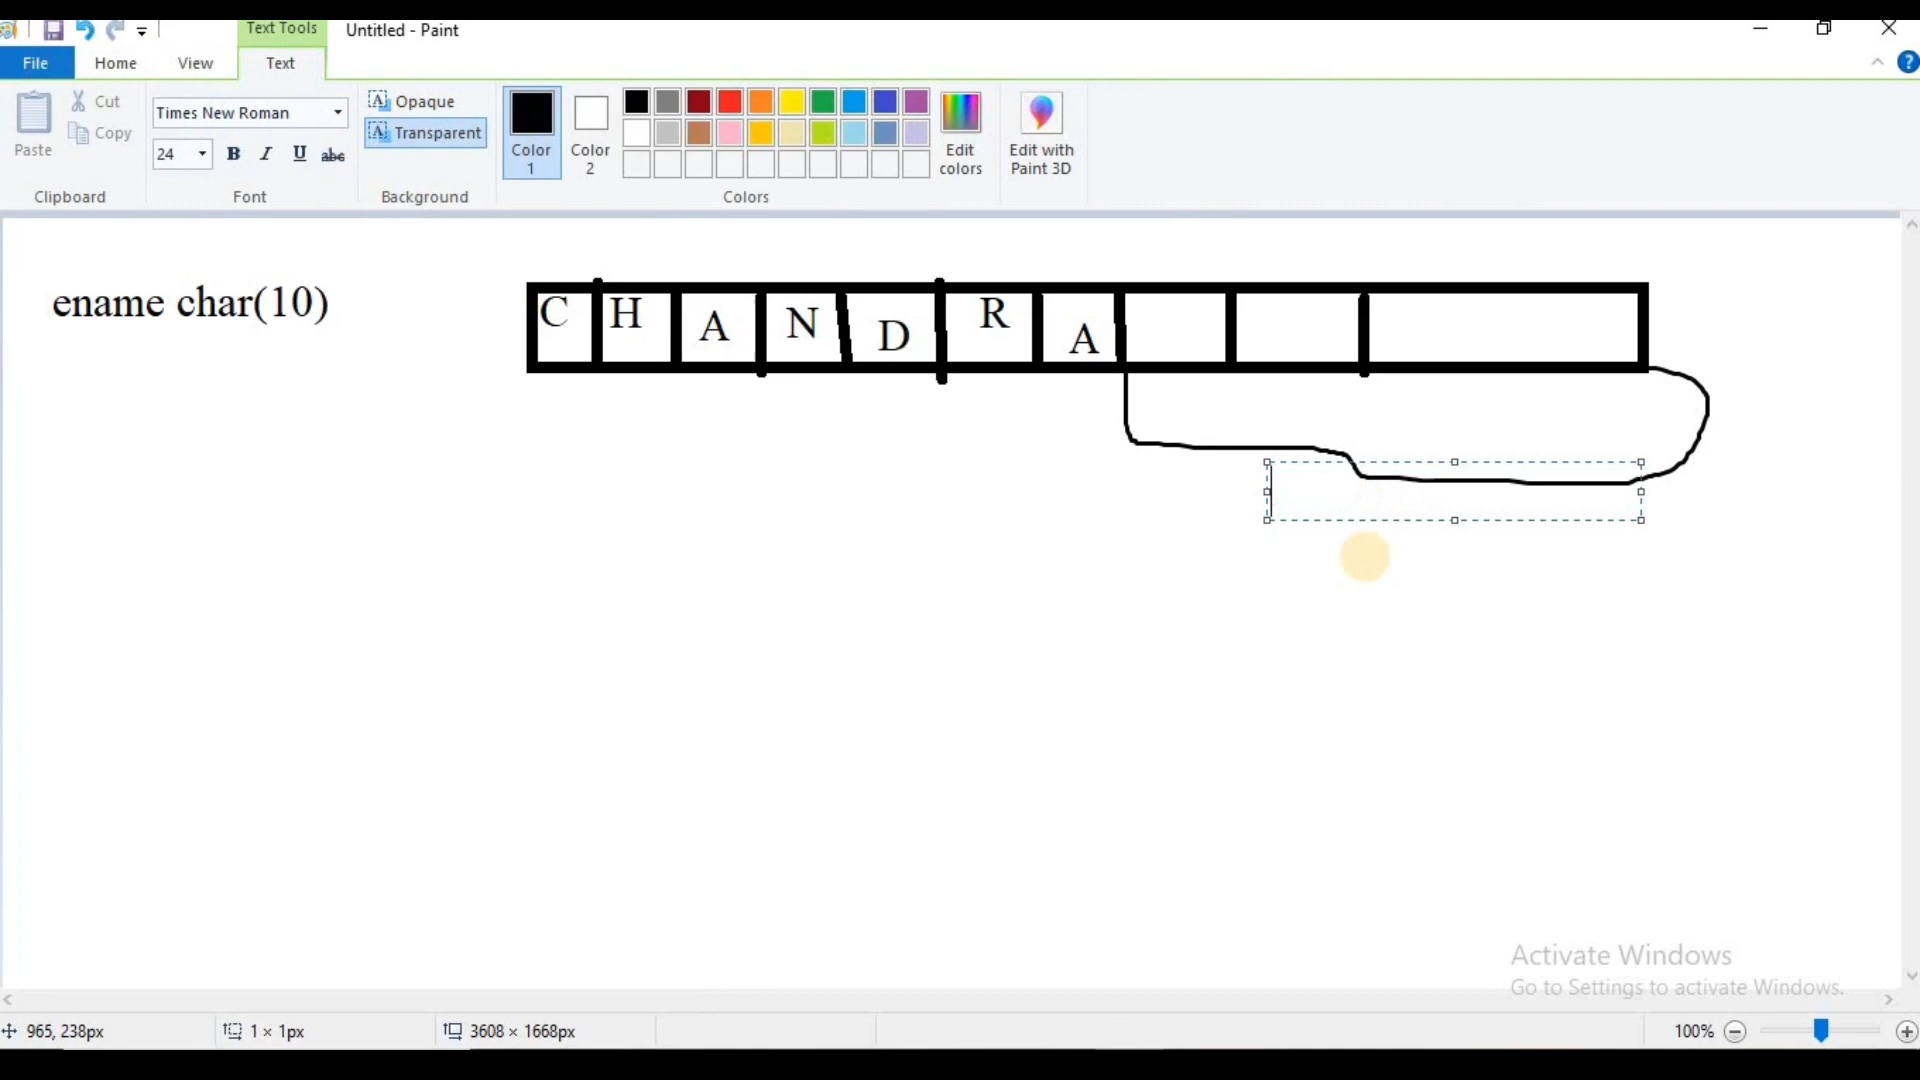 Text Tools
Untitled - Paint
File
Home
View
Text
Paste
Cut
Copy
Clipboard
Times New Roman
24
B I U abc
Font
A Opaque
A Transparent
Background
Color 1
Color 2
Edit colors
Colors
Edit with Paint 3D
?
ename char(10)
C H A N D R A
Activate Windows
Go to Settings to activate Windows.
965, 238px
1 × 1px
3608 × 1668px
100%